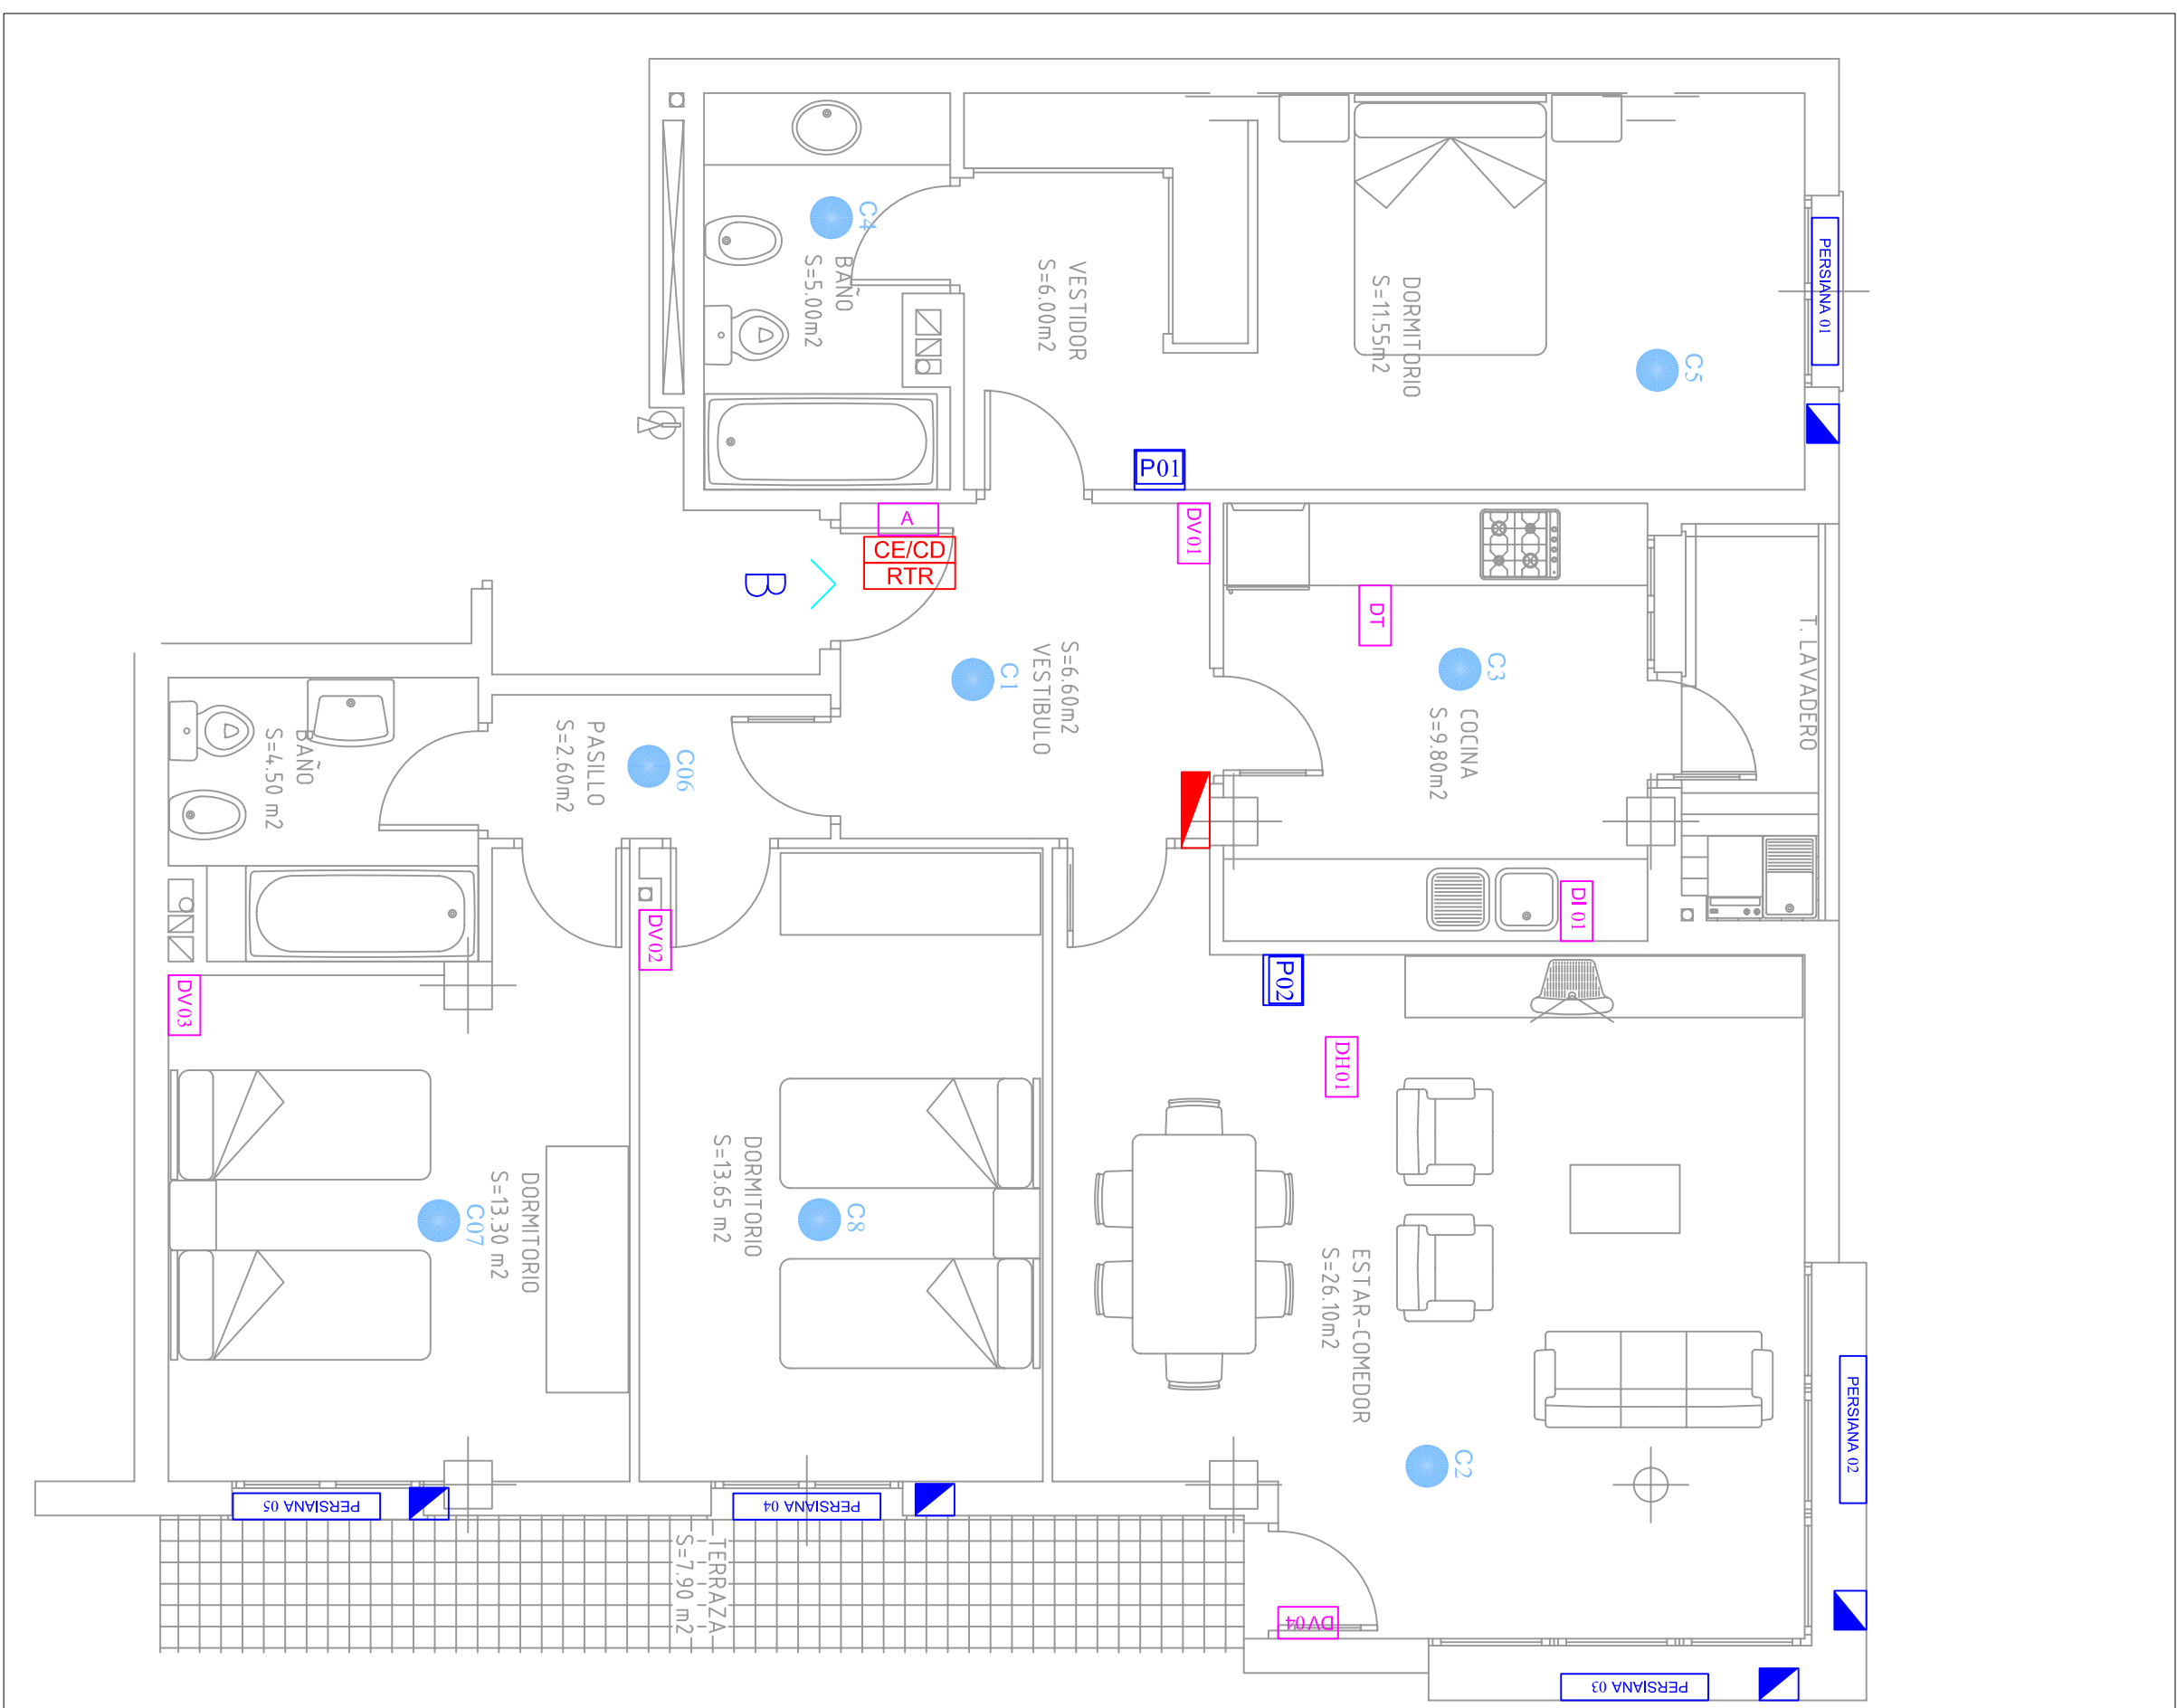 C4
BAÑO
S=5.00m2
VESTIDOR
S=6.00m2
DORMITORIO
S=11.55m2
C5
PERSIANA 01
P01
A
CE/CD
RTR
B
DV01
DT
C1
S=6.60m2
VESTIBULO
C3
COCINA
S=9.80m2
T. LAVADERO
BAÑO
S=4.50 m2
PASILLO
S=2.60m2
C06
DV02
DI 01
DV03
P02
DH01
DORMITORIO
S=13.30 m2
C07
DORMITORIO
S=13.65 m2
C8
ESTAR-COMEDOR
S=26.10m2
C2
PERSIANA 02
PERSIANA 05
PERSIANA 04
TERRAZA
S=7.90 m2
DV04
PERSIANA 03